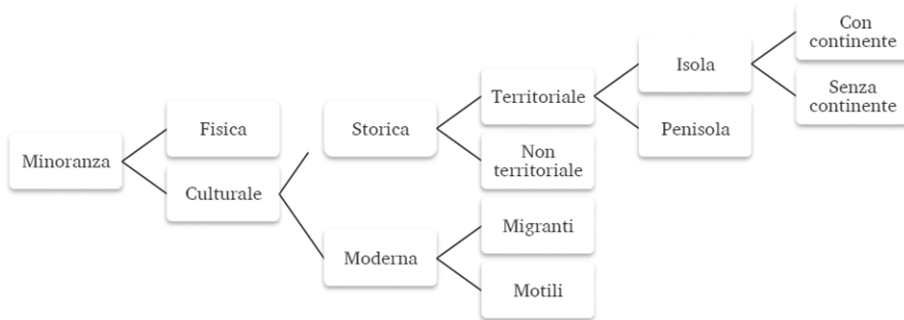 Minoranza
Fisica
Culturale
Storica
Moderna
Territoriale
Non
territoriale
Migranti
Motili
Isola
Penisola
Con
continente
Senza
continente